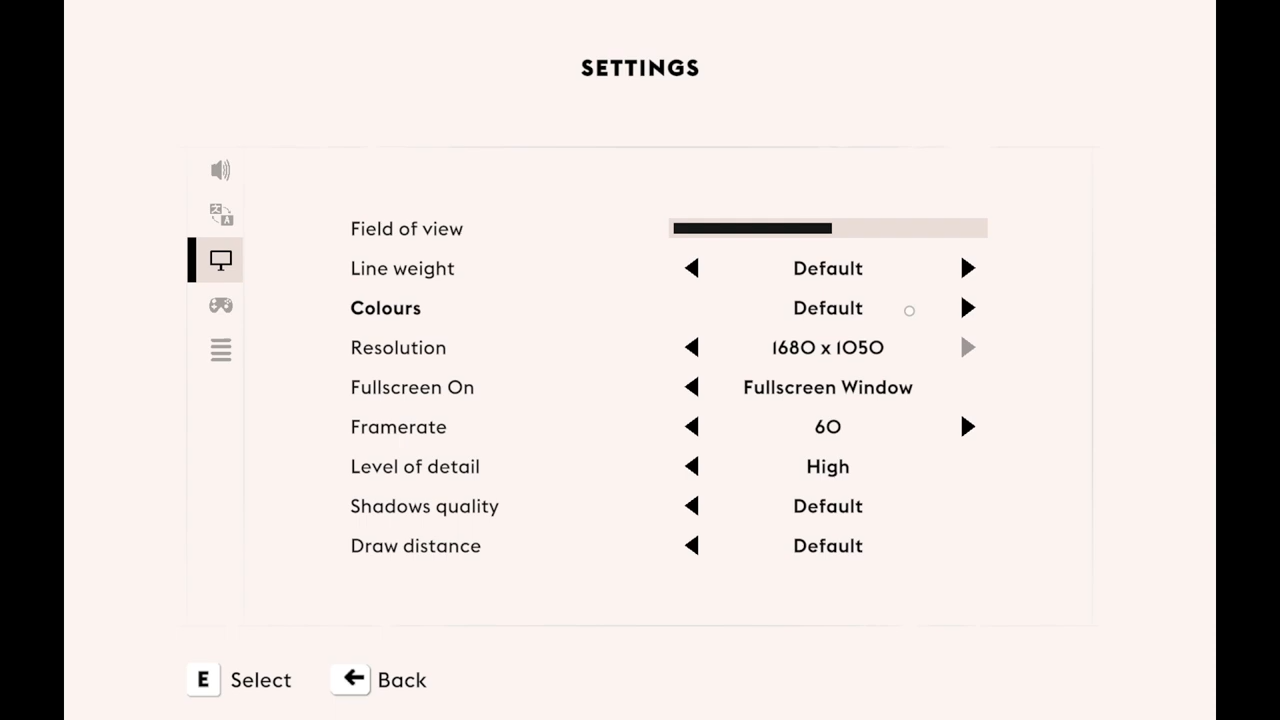 SETTINGS
Field of view
Line weight Default
Colours Default
Resolution 1680 x 1050
Fullscreen On Fullscreen Window
Framerate 60
Level of detail High
Shadows quality Default
Draw distance Default
E Select Back